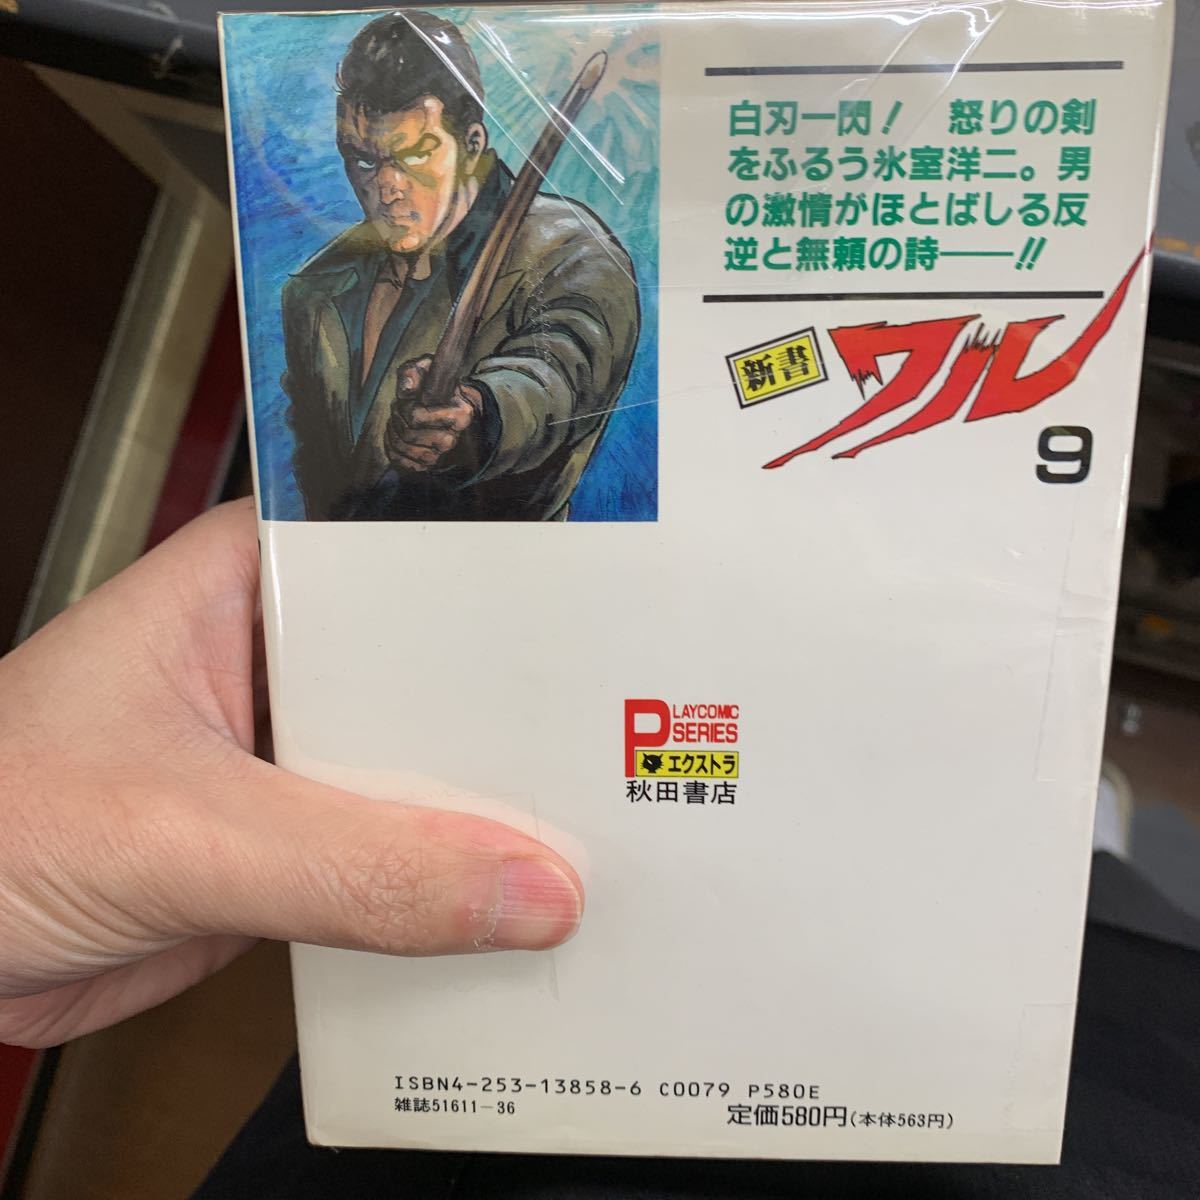 白刃一閃！　怒りの剣
をふるう氷室洋二。男
の激情がほとばしる反
逆と無頼の詩——!!
新書
ワル
9
PLAYCOMIC
SERIES
エクストラ
秋田書店
ISBN4-253-13858-6 C0079 P580E
雑誌51611-36
定価580円(本体563円)